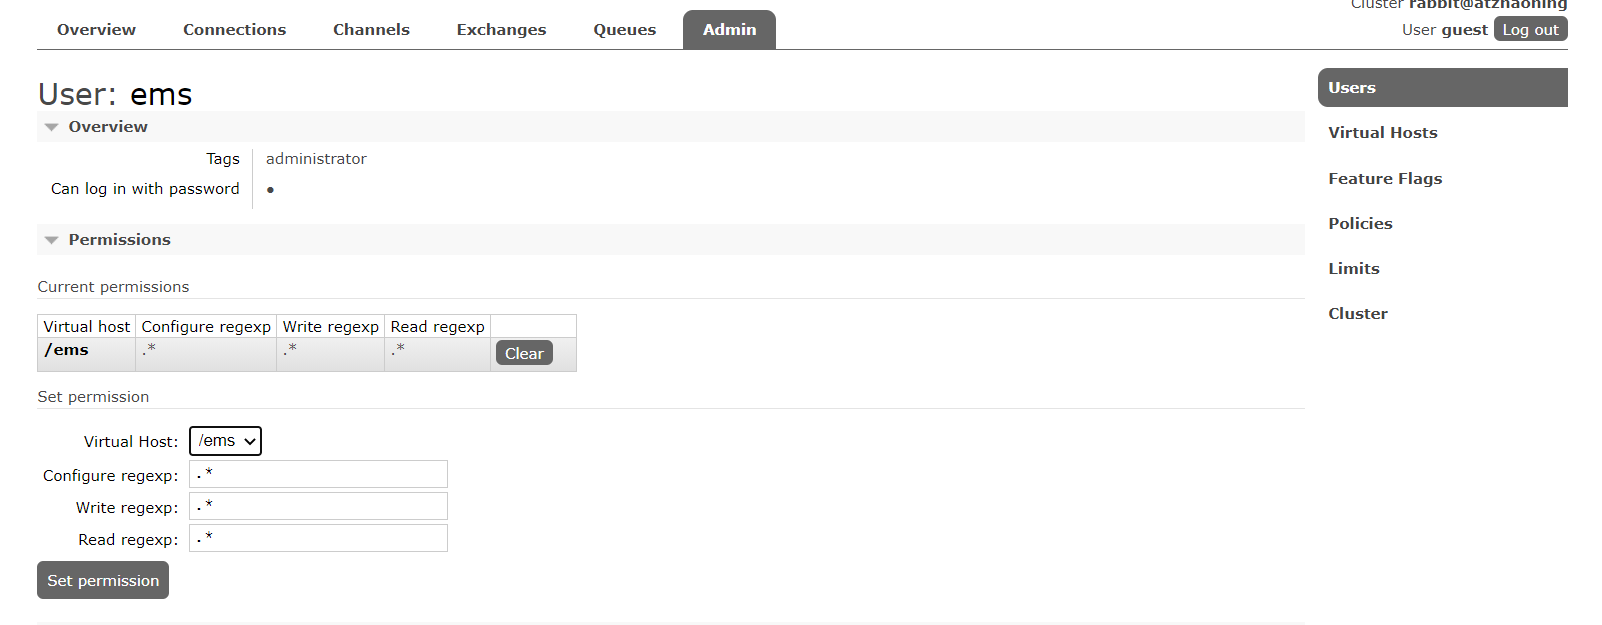 Cluster rabbit@atzhaoning
Overview Connections Channels Exchanges Queues Admin
User guest Log out
User: ems
Overview
Tags administrator
Can log in with password ●
Permissions
Current permissions
Virtual host Configure regexp Write regexp Read regexp
/ems .* .* .* Clear
Set permission
Virtual Host: /ems
Configure regexp: .*
Write regexp: .*
Read regexp: .*
Set permission
Users
Virtual Hosts
Feature Flags
Policies
Limits
Cluster